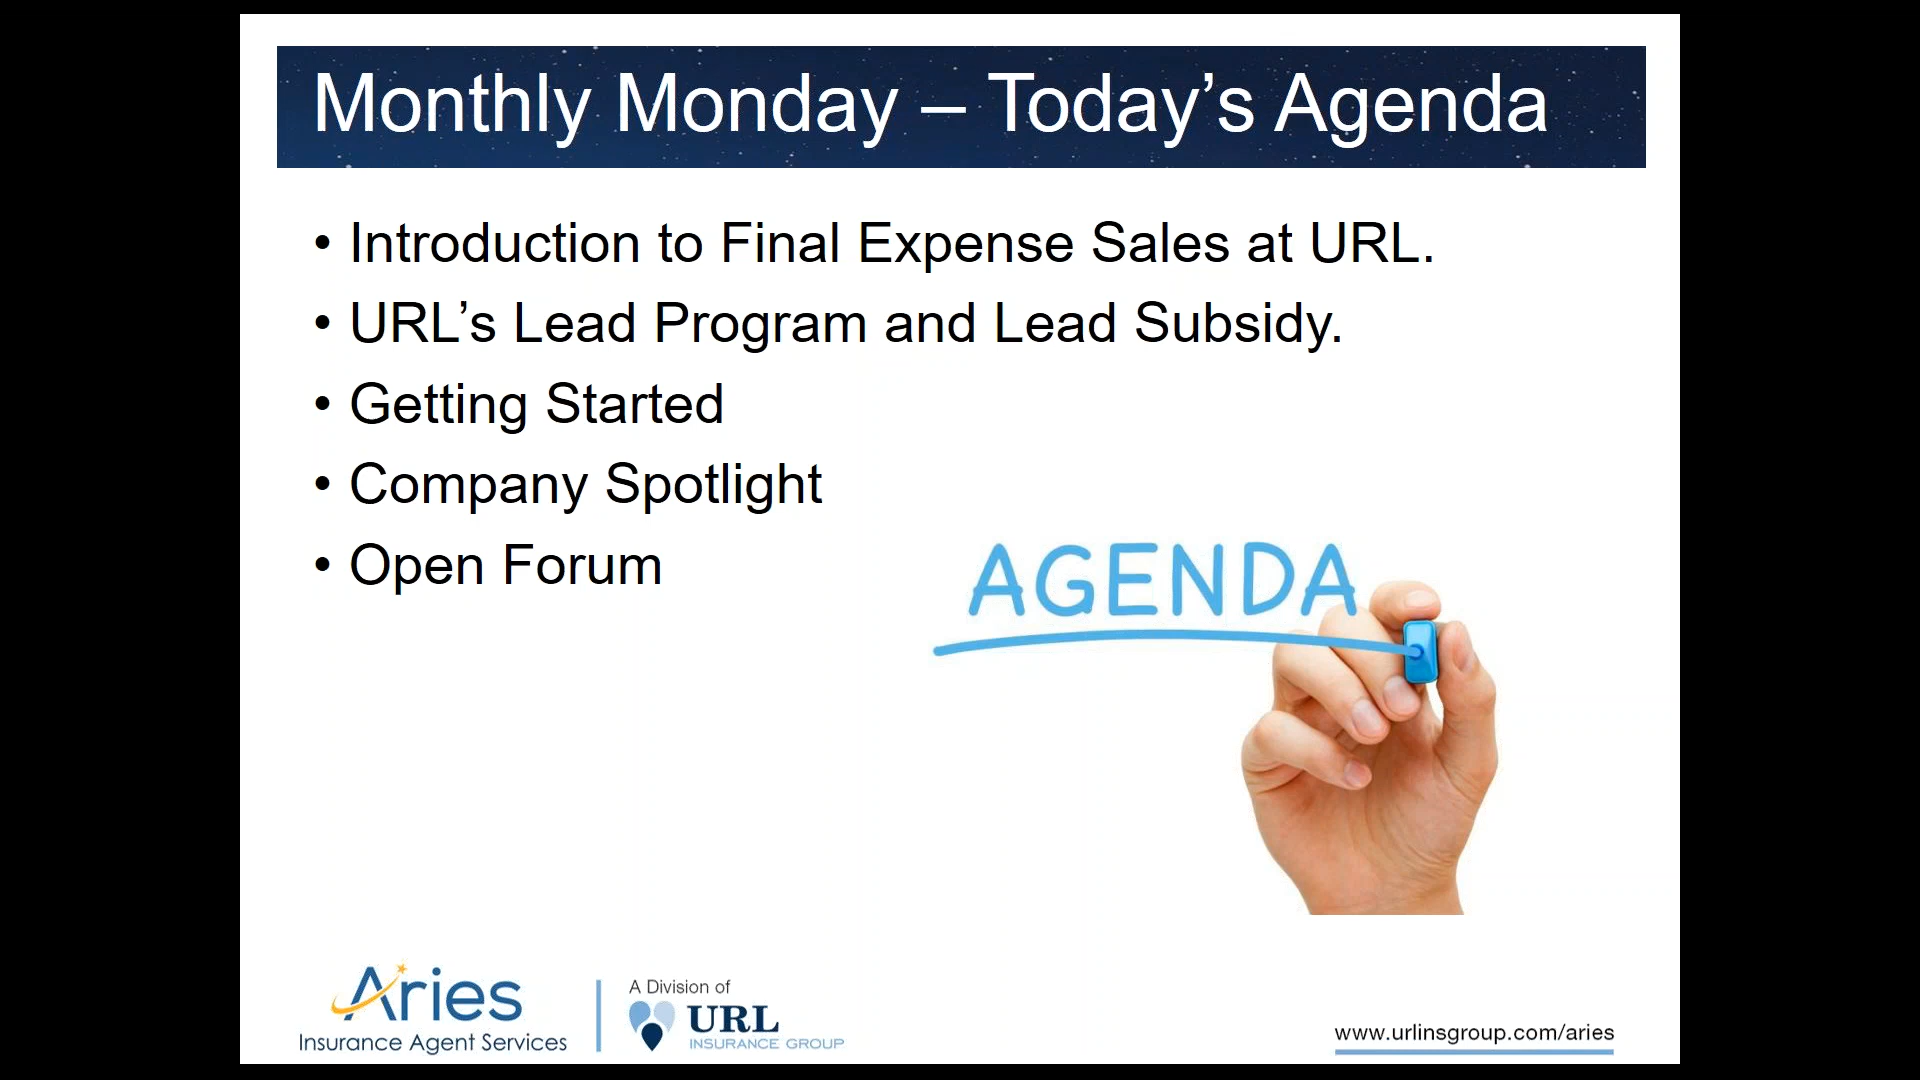 Monthly Monday – Today’s Agenda
• Introduction to Final Expense Sales at URL.
• URL’s Lead Program and Lead Subsidy.
• Getting Started
• Company Spotlight
• Open Forum
AGENDA
Aries
Insurance Agent Services
A Division of
URL
INSURANCE GROUP
www.urlinsgroup.com/aries